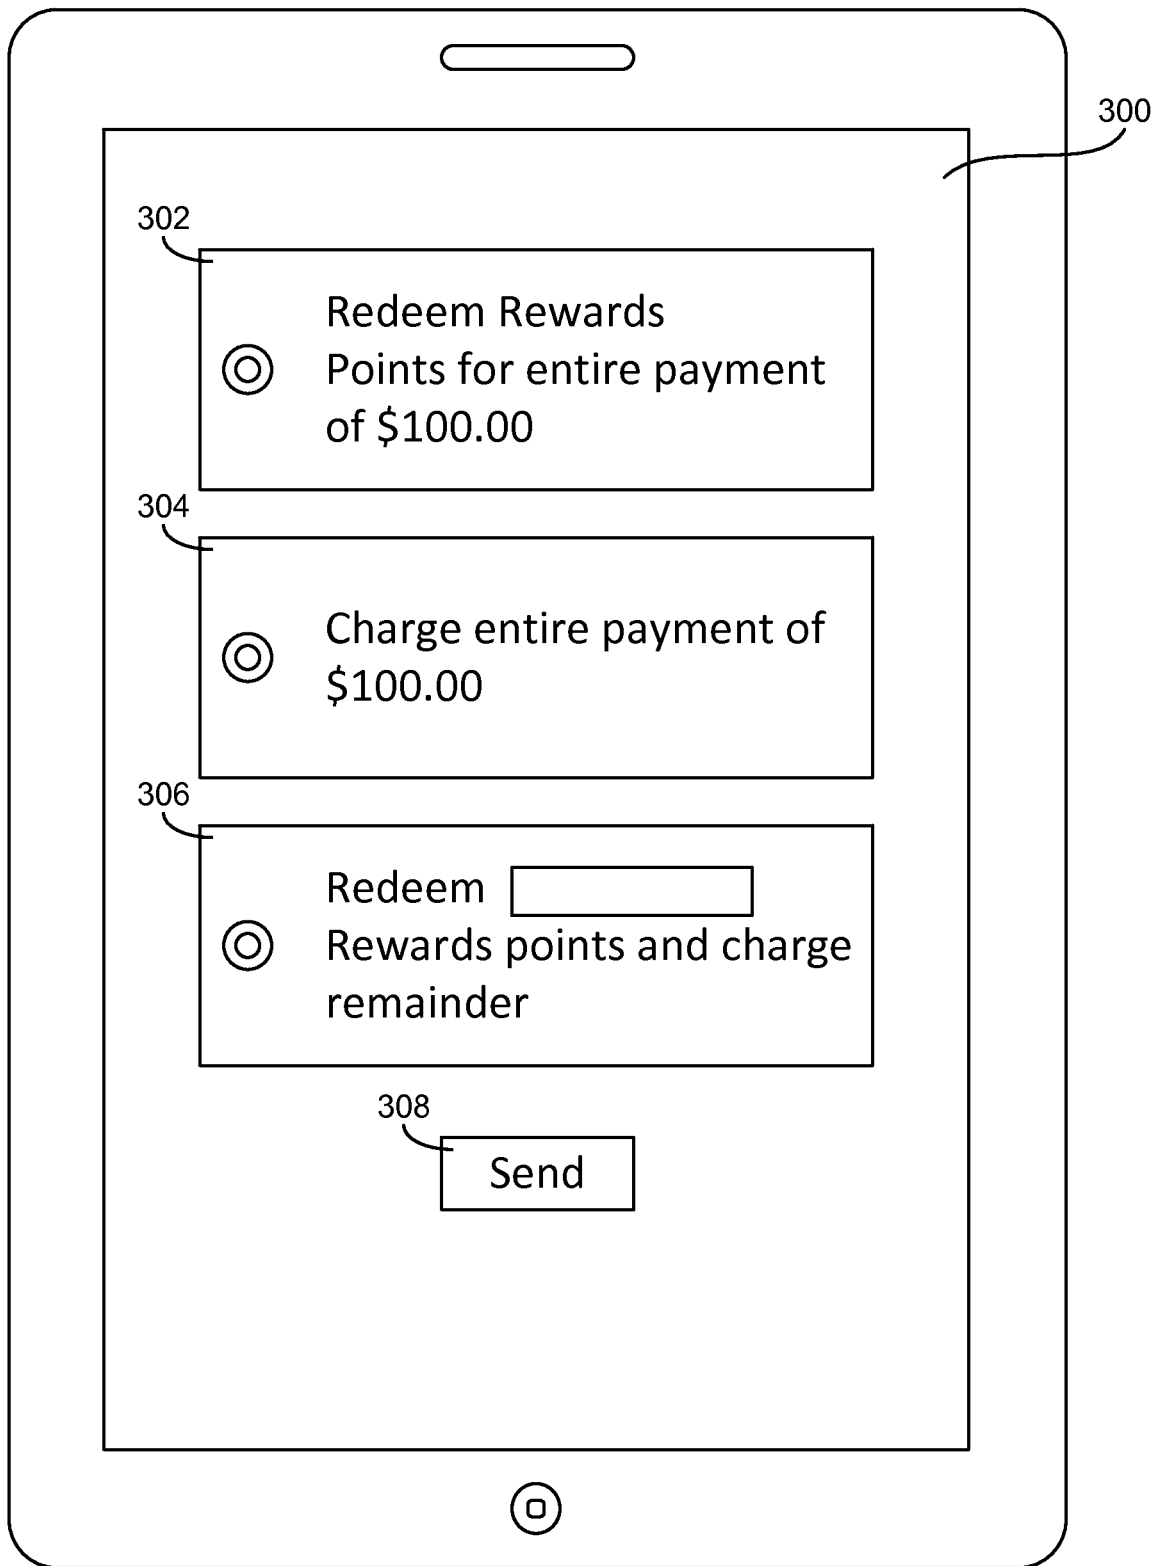 300
302
Redeem Rewards
Points for entire payment
of $100.00
304
Charge entire payment of
$100.00
306
Redeem
Rewards points and charge
remainder
308
Send